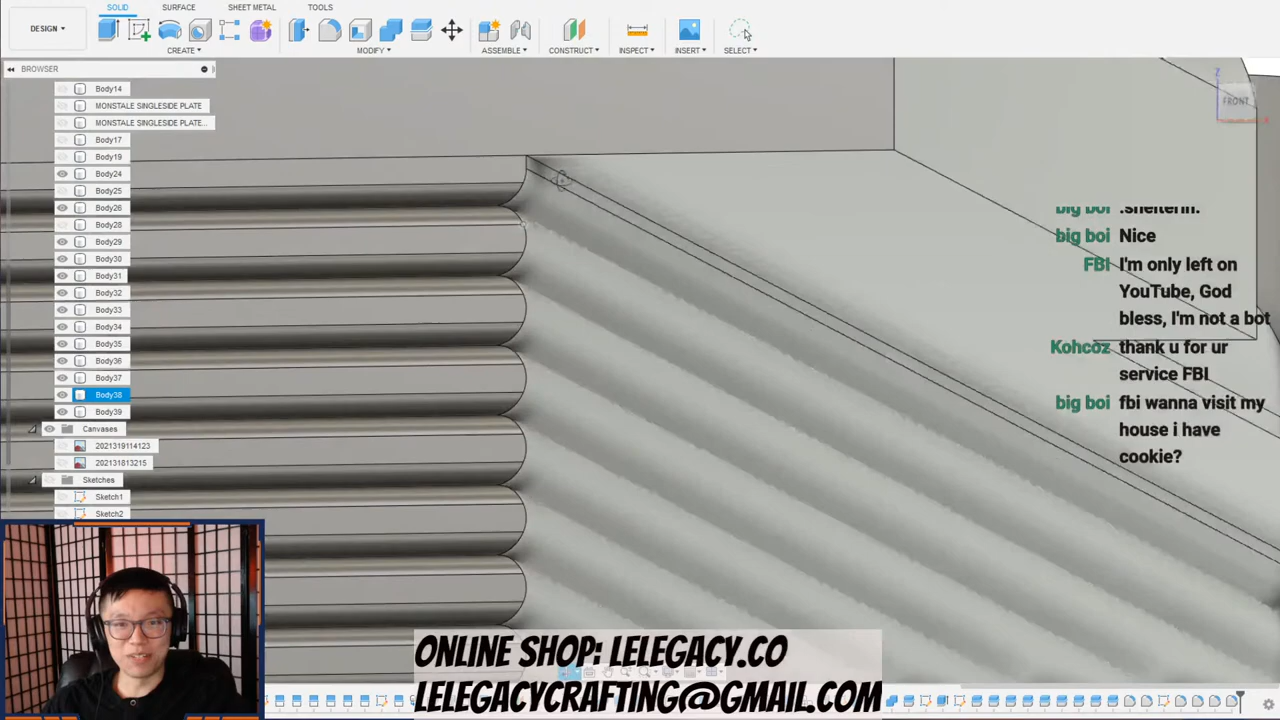 SOLID SURFACE SHEET METAL TOOLS
DESIGN ▾
CREATE ▾ MODIFY ▾ ASSEMBLE ▾ CONSTRUCT ▾ INSPECT ▾ INSERT ▾ SELECT ▾
BROWSER
Body14
MONSTALE SINGLESIDE PLATE
MONSTALE SINGLESIDE PLATE...
Body17
Body19
Body24
Body25
Body26
Body28
Body29
Body30
Body31
Body32
Body33
Body34
Body35
Body36
Body37
Body38
Body39
Canvases
2021319114123
202131813215
Sketches
Sketch1
Sketch2
Z
FRONT
X
big boi .shelterin.
big boi Nice
FBI I'm only left on
YouTube, God
bless, I'm not a bot
Kohcoz thank u for ur
service FBI
big boi fbi wanna visit my
house i have
cookie?
ONLINE SHOP: LELEGACY.CO
LELEGACYCRAFTING@GMAIL.COM